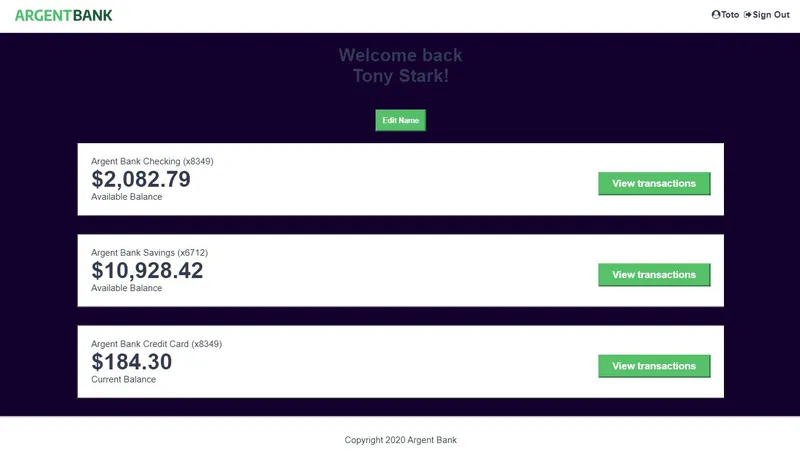 ARGENTBANK
Toto Sign Out
Welcome back
Tony Stark!
Edit Name
Argent Bank Checking (x8349)
$2,082.79
Available Balance
View transactions
Argent Bank Savings (x6712)
$10,928.42
Available Balance
View transactions
Argent Bank Credit Card (x8349)
$184.30
Current Balance
View transactions
Copyright 2020 Argent Bank